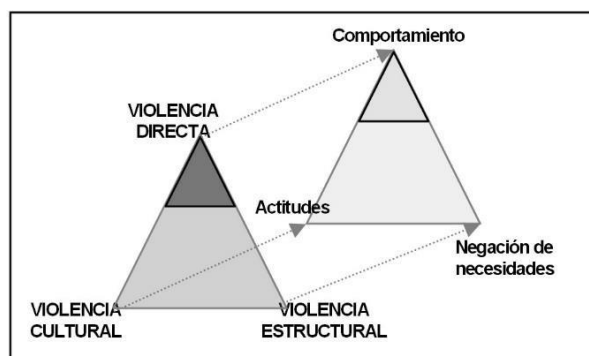 Comportamiento
VIOLENCIA
DIRECTA
Actitudes
Negación de
necesidades
VIOLENCIA
CULTURAL
VIOLENCIA
ESTRUCTURAL